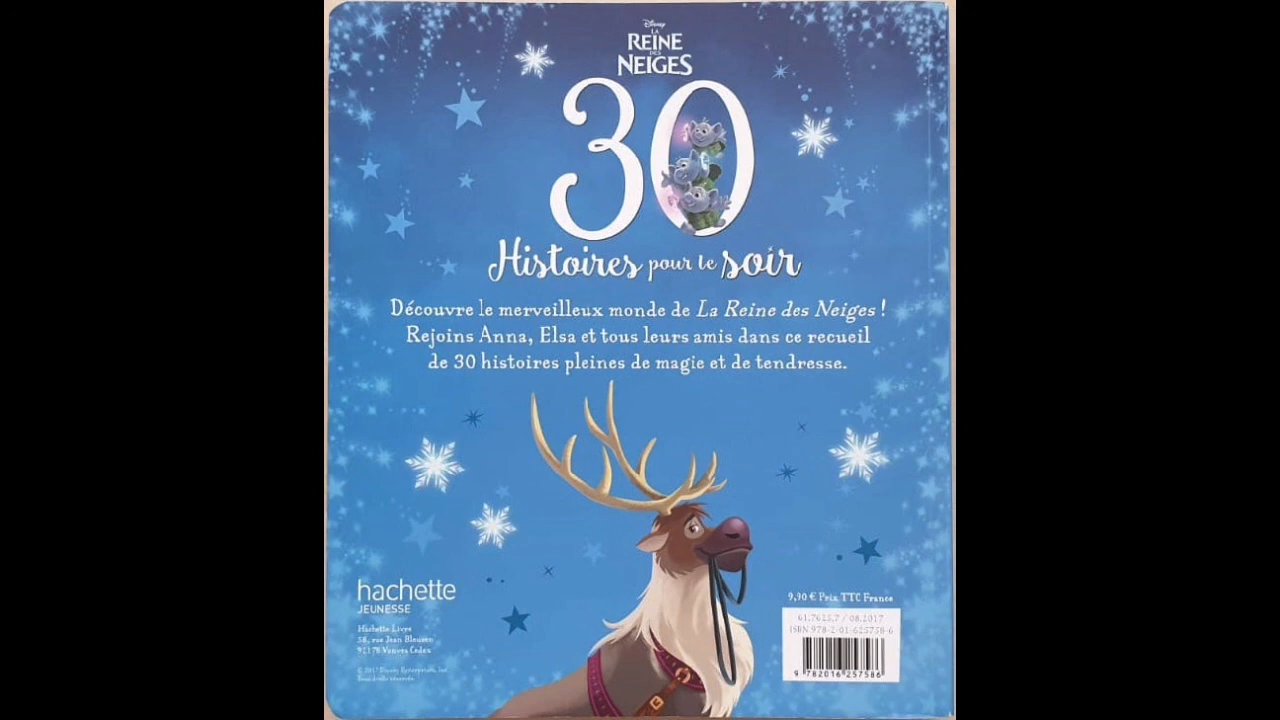 Disney
LA
REINE
DES
NEIGES
30
Histoires pour le soir
Découvre le merveilleux monde de La Reine des Neiges !
Rejoins Anna, Elsa et tous leurs amis dans ce recueil
de 30 histoires pleines de magie et de tendresse.
hachette
JEUNESSE
Hachette Livre
58, rue Jean Bleuzen
92178 Vanves Cedex
© 2017 Disney Enterprises, Inc.
Tous droits réservés.
9,90 € Prix TTC France
61.7625.7 / 08.2017
ISBN 978-2-01-625758-6
9 782016 257586